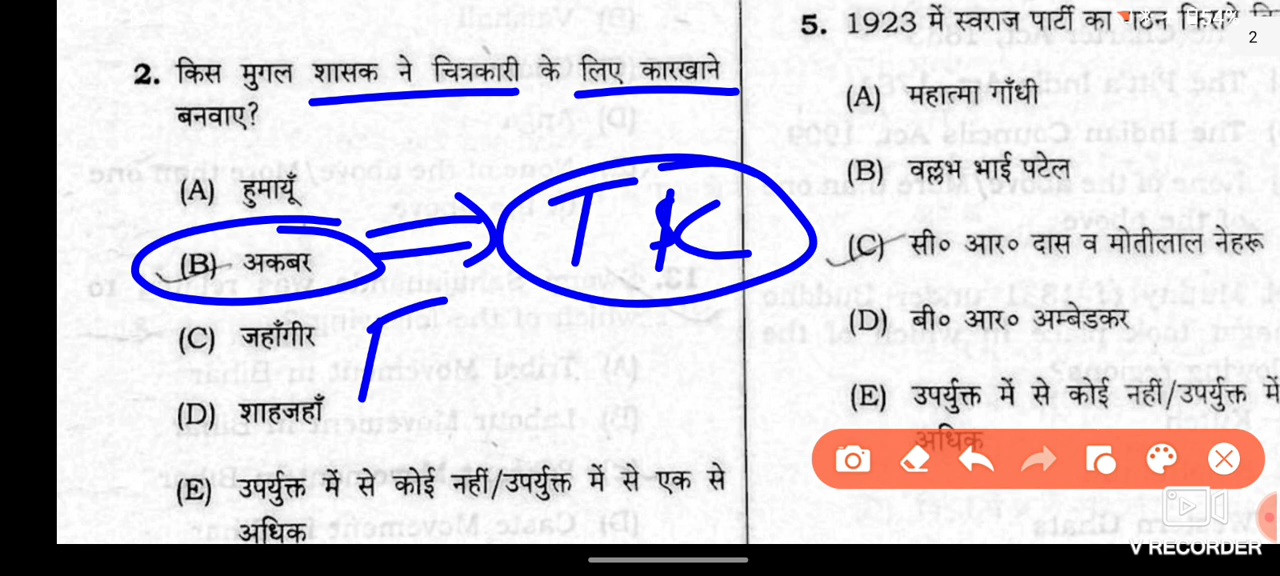 2. किस मुगल शासक ने चित्रकारी के लिए कारखाने
बनवाए?
(A) हुमायूँ
(B) अकबर
(C) जहाँगीर
(D) शाहजहाँ
(E) उपर्युक्त में से कोई नहीं/उपर्युक्त में से एक से
अधिक
T K
T
5. 1923 में स्वराज पार्टी का गठन किसने
(A) महात्मा गाँधी
(B) वल्लभ भाई पटेल
(C) सी० आर० दास व मोतीलाल नेहरू
(D) बी० आर० अम्बेडकर
(E) उपर्युक्त में से कोई नहीं/उपर्युक्त में
अधिक
2
V RECORDER